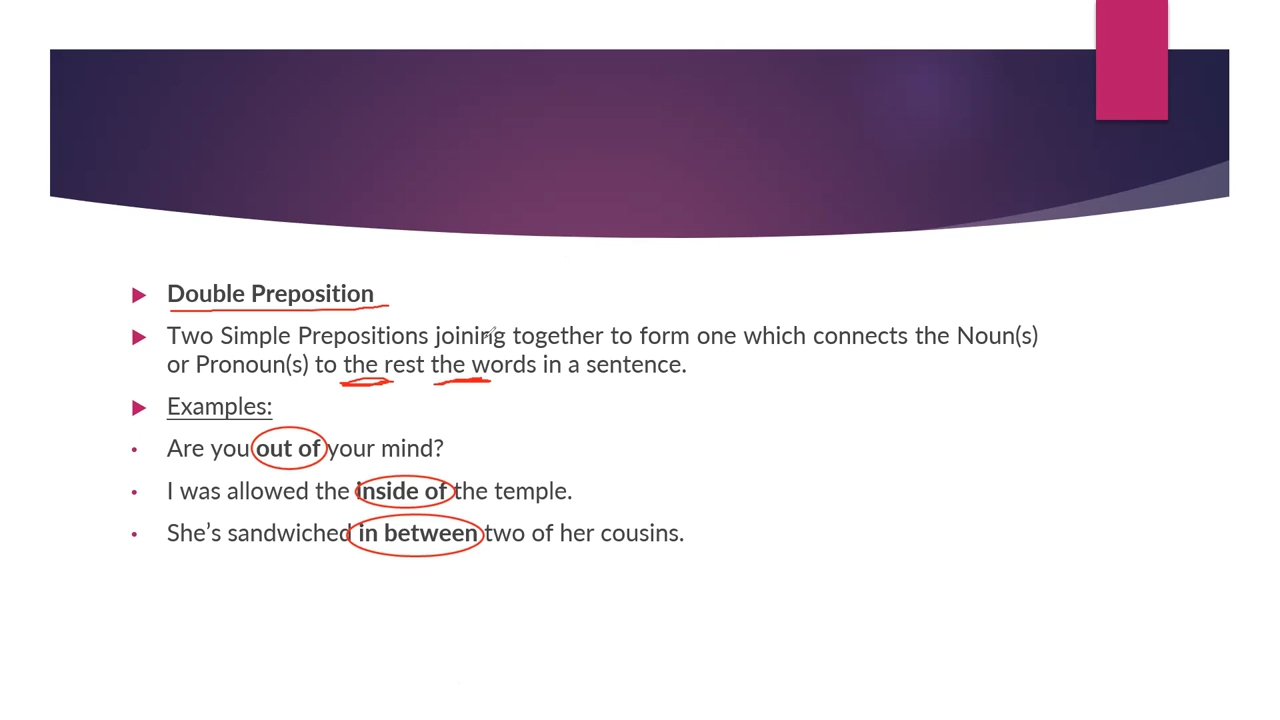 Double Preposition
Two Simple Prepositions joining together to form one which connects the Noun(s)
or Pronoun(s) to the rest the words in a sentence.
Examples:
Are you out of your mind?
I was allowed the inside of the temple.
She’s sandwiched in between two of her cousins.